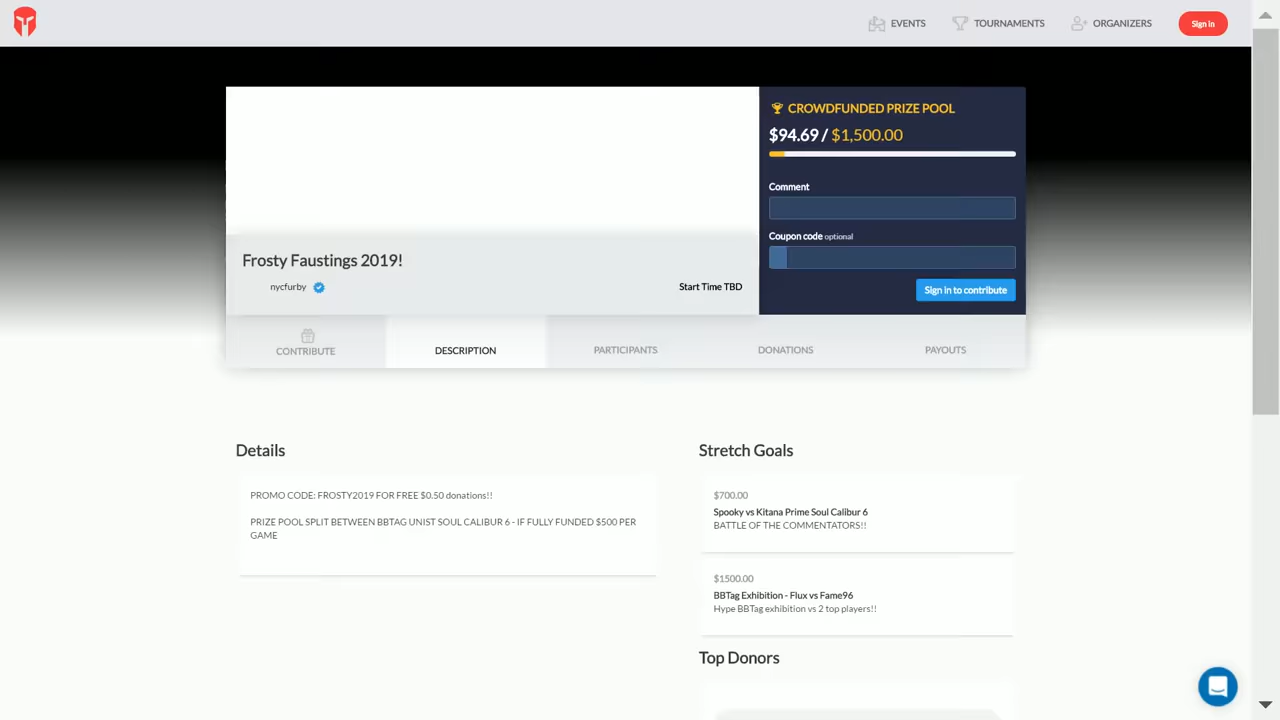 EVENTS
TOURNAMENTS
ORGANIZERS
Sign in
CROWDFUNDED PRIZE POOL
$94.69 / $1,500.00
Comment
Coupon code optional
Sign in to contribute
Frosty Faustings 2019!
nycfurby
Start Time TBD
CONTRIBUTE
DESCRIPTION
PARTICIPANTS
DONATIONS
PAYOUTS
Details
PROMO CODE: FROSTY2019 FOR FREE $0.50 donations!!
PRIZE POOL SPLIT BETWEEN BBTAG UNIST SOUL CALIBUR 6 - IF FULLY FUNDED $500 PER
GAME
Stretch Goals
$700.00
Spooky vs Kitana Prime Soul Calibur 6
BATTLE OF THE COMMENTATORS!!
$1500.00
BBTag Exhibition - Flux vs Fame96
Hype BBTag exhibition vs 2 top players!!
Top Donors